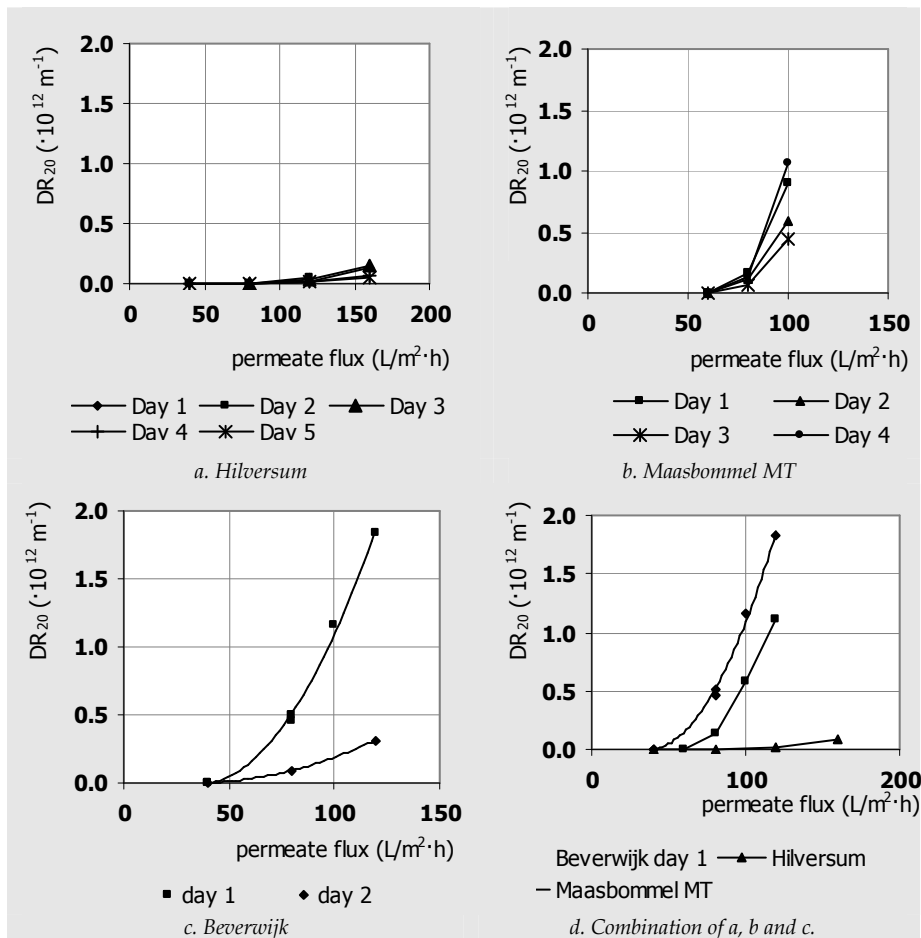 2.0
1.5
1.0
0.5
0.0
DR20 (·10^12 m^-1)
0 50 100 150 200
permeate flux (L/m²·h)
Day 1 Day 2 Day 3
Dav 4 Dav 5
a. Hilversum
2.0
1.5
1.0
0.5
0.0
DR20 (·10^12 m^-1)
0 50 100 150
permeate flux (L/m²·h)
Day 1 Day 2
Day 3 Day 4
b. Maasbommel MT
2.0
1.5
1.0
0.5
0.0
DR20 (·10^12 m^-1)
0 50 100 150
permeate flux (L/m²·h)
day 1 day 2
c. Beverwijk
2.0
1.5
1.0
0.5
0.0
DR20 (·10^12 m^-1)
0 100 200
permeate flux (L/m²·h)
Beverwijk day 1 Hilversum
Maasbommel MT
d. Combination of a, b and c.